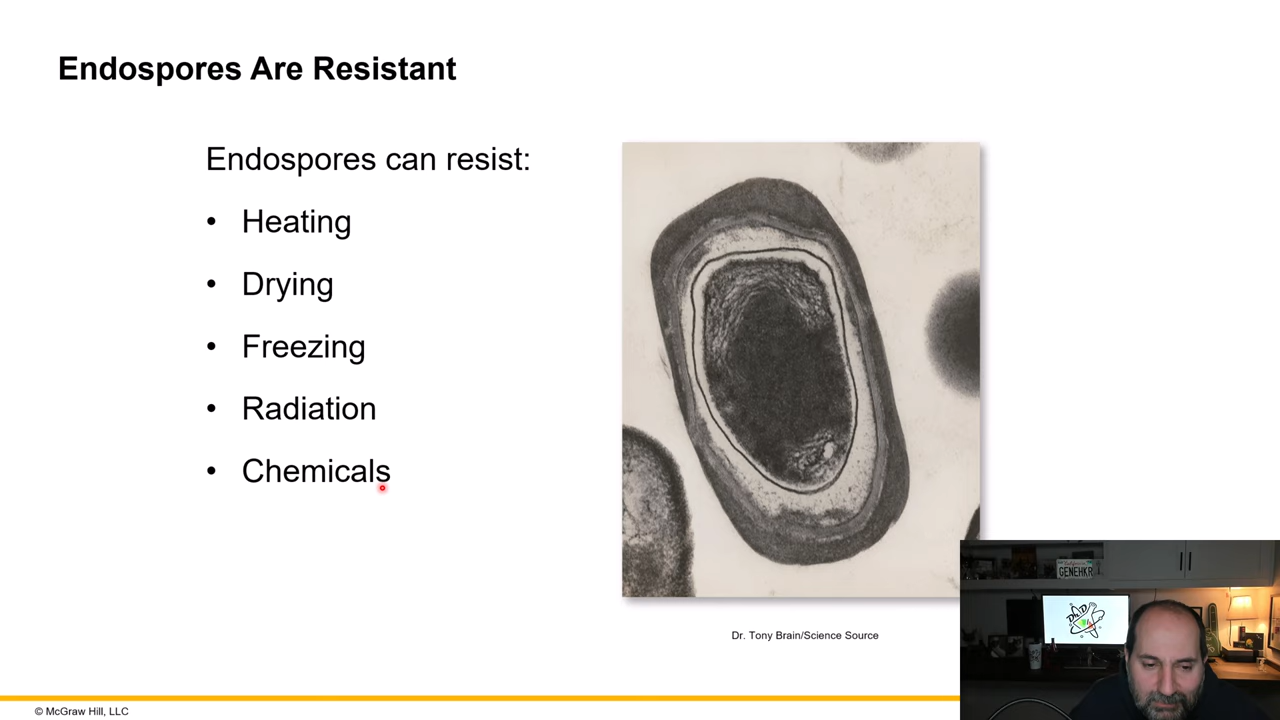 Endospores Are Resistant
Endospores can resist:
• Heating
• Drying
• Freezing
• Radiation
• Chemicals
Dr. Tony Brain/Science Source
© McGraw Hill, LLC
GENEHKR